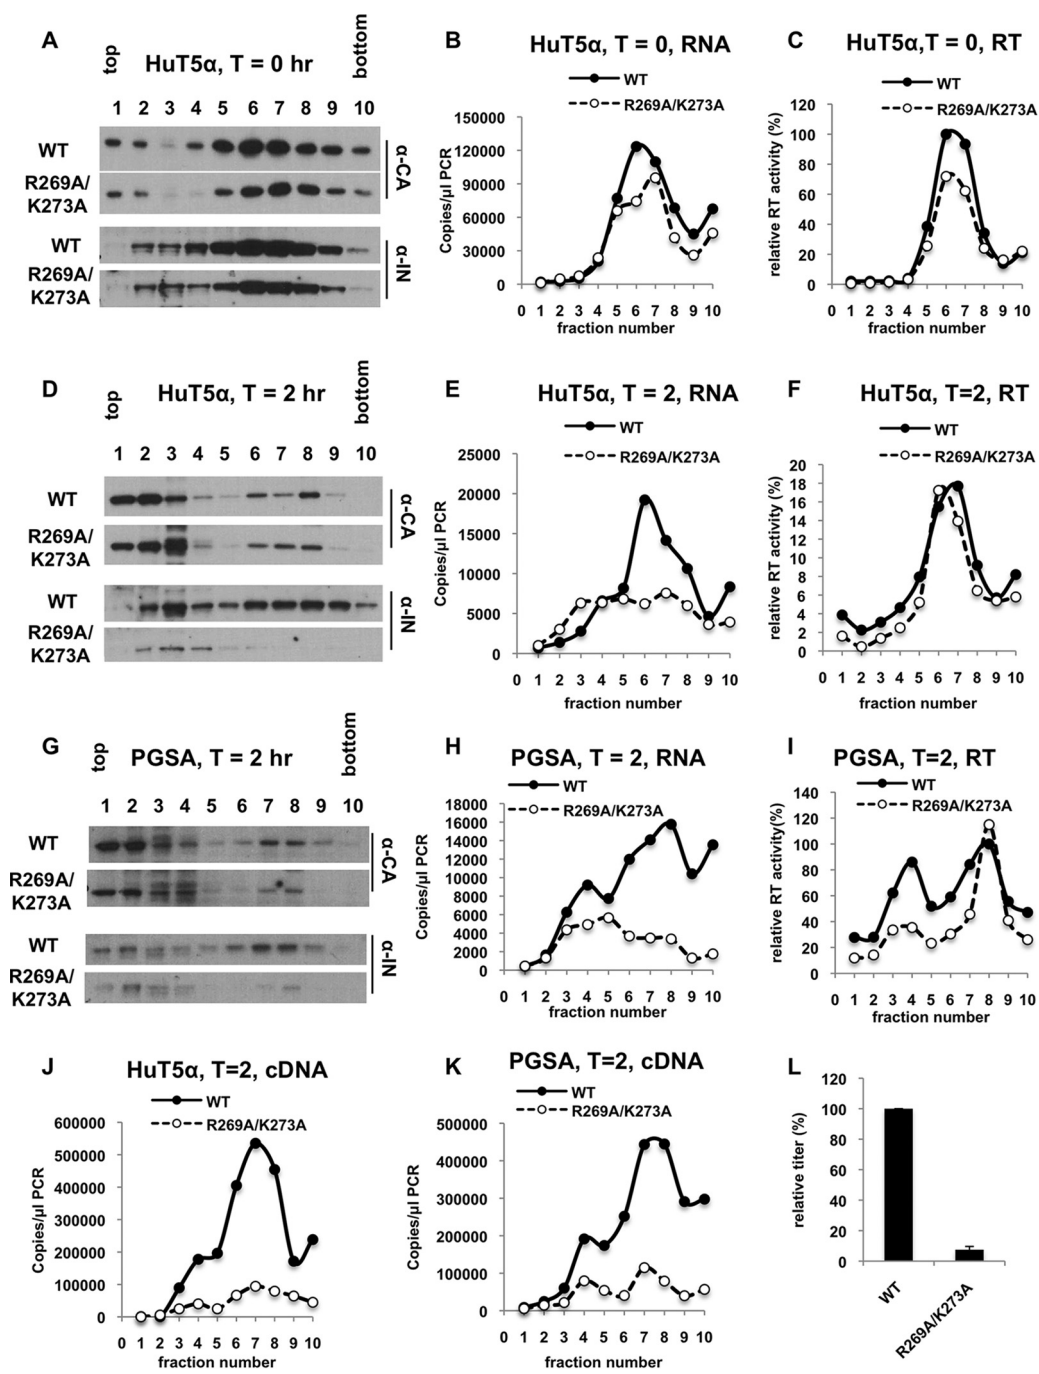 A
top
HuT5α, T = 0 hr
bottom
1 2 3 4 5 6 7 8 9 10
WT
R269A/
K273A
α-CA
WT
R269A/
K273A
α-IN
B
HuT5α, T = 0, RNA
WT
R269A/K273A
Copies/µl PCR
150000
120000
90000
60000
30000
0
0 1 2 3 4 5 6 7 8 9 10
fraction number
C
HuT5α,T = 0, RT
WT
R269A/K273A
relative RT activity (%)
120
100
80
60
40
20
0
0 1 2 3 4 5 6 7 8 9 10
fraction number
D
top
HuT5α, T = 2 hr
bottom
1 2 3 4 5 6 7 8 9 10
WT
R269A/
K273A
α-CA
WT
R269A/
K273A
α-IN
E
HuT5α, T = 2, RNA
WT
R269A/K273A
Copies/µl PCR
25000
20000
15000
10000
5000
0
0 1 2 3 4 5 6 7 8 9 10
fraction number
F
HuT5α, T=2, RT
WT
R269A/K273A
relative RT activity (%)
20
18
16
14
12
10
8
6
4
2
0
0 1 2 3 4 5 6 7 8 9 10
fraction number
G
top
PGSA, T = 2 hr
bottom
1 2 3 4 5 6 7 8 9 10
WT
R269A/
K273A
α-CA
WT
R269A/
K273A
α-IN
H
PGSA, T = 2, RNA
WT
R269A/K273A
Copies/µl PCR
18000
16000
14000
12000
10000
8000
6000
4000
2000
0
0 1 2 3 4 5 6 7 8 9 10
fraction number
I
PGSA, T=2, RT
WT
R269A/K273A
relative RT activity(%)
140
120
100
80
60
40
20
0
0 1 2 3 4 5 6 7 8 9 10
fraction number
J
HuT5α, T=2, cDNA
WT
R269A/K273A
Copies/µl PCR
600000
500000
400000
300000
200000
100000
0
0 1 2 3 4 5 6 7 8 9 10
fraction number
K
PGSA, T=2, cDNA
WT
R269A/K273A
Copies/µl PCR
500000
400000
300000
200000
100000
0
0 1 2 3 4 5 6 7 8 9 10
fraction number
L
relative titer (%)
120
100
80
60
40
20
0
WT
R269A/K273A